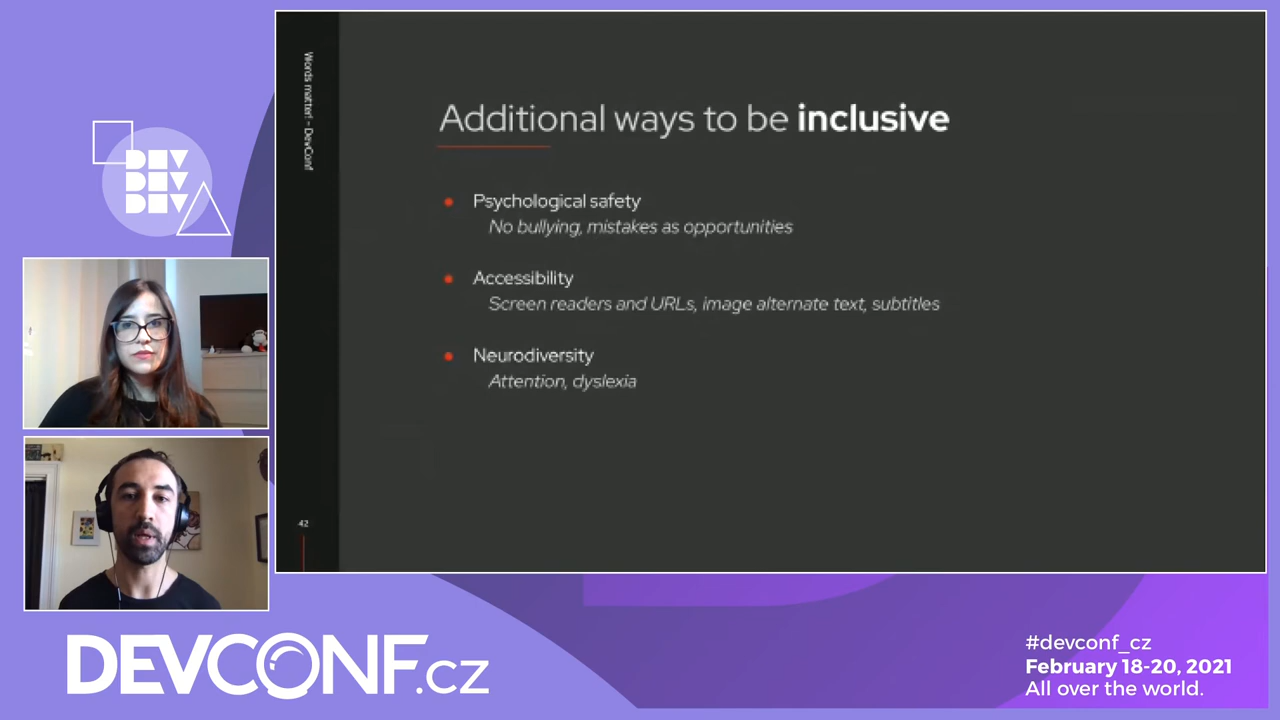 DEV
DEV
DEV
Words matter! - DevConf
42
Additional ways to be inclusive
Psychological safety
No bullying, mistakes as opportunities
Accessibility
Screen readers and URLs, image alternate text, subtitles
Neurodiversity
Attention, dyslexia
DEVCONF.cz
#devconf_cz
February 18-20, 2021
All over the world.